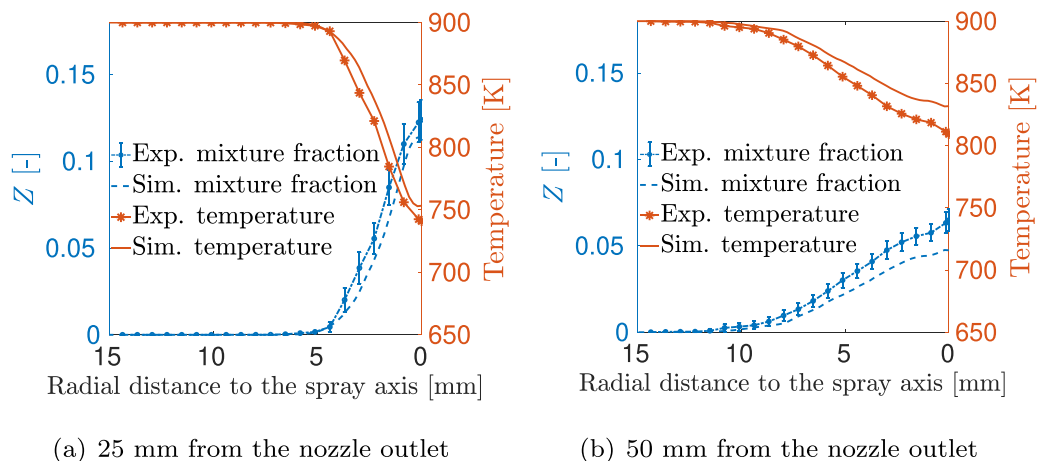 0.15
0.1
0.05
0
Z [-]
900
850
800
750
700
650
Temperature [K]
Exp. mixture fraction
Sim. mixture fraction
Exp. temperature
Sim. temperature
15 10 5 0
Radial distance to the spray axis [mm]
(a) 25 mm from the nozzle outlet
0.15
0.1
0.05
0
Z [-]
900
850
800
750
700
650
Temperature [K]
Exp. mixture fraction
Sim. mixture fraction
Exp. temperature
Sim. temperature
15 10 5 0
Radial distance to the spray axis [mm]
(b) 50 mm from the nozzle outlet